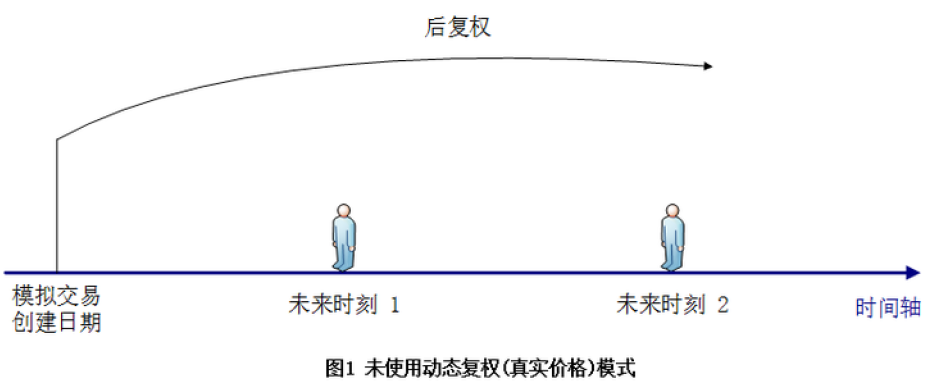 后复权
模拟交易
创建日期
未来时刻 1
未来时刻 2
时间轴
图1 未使用动态复权(真实价格)模式